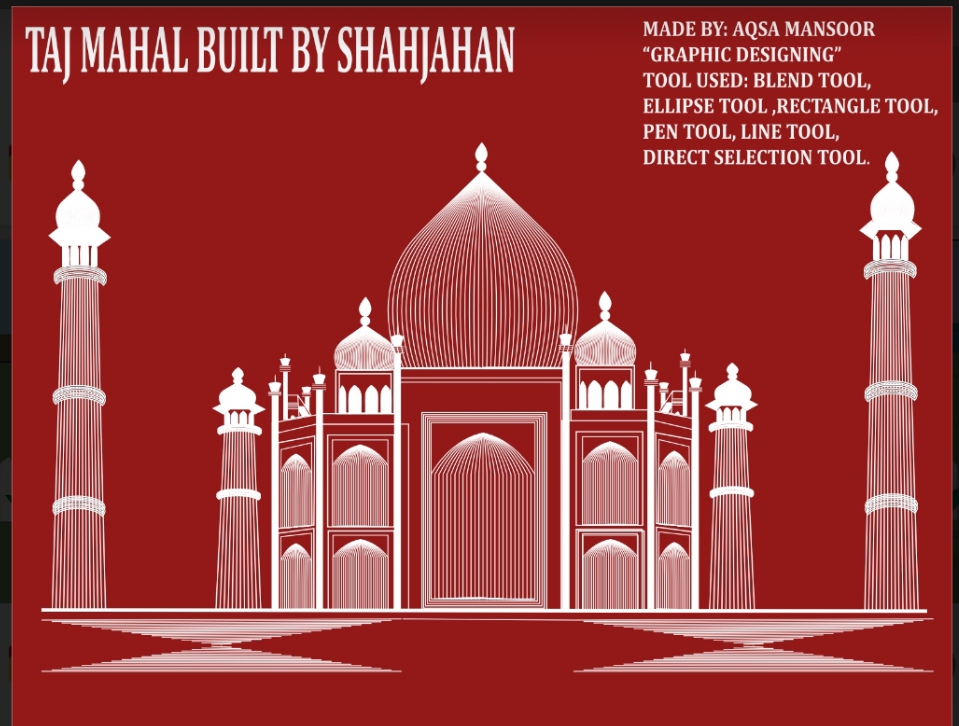 TAJ MAHAL BUILT BY SHAHJAHAN
MADE BY: AQSA MANSOOR
“GRAPHIC DESIGNING”
TOOL USED: BLEND TOOL,
ELLIPSE TOOL ,RECTANGLE TOOL,
PEN TOOL, LINE TOOL,
DIRECT SELECTION TOOL.